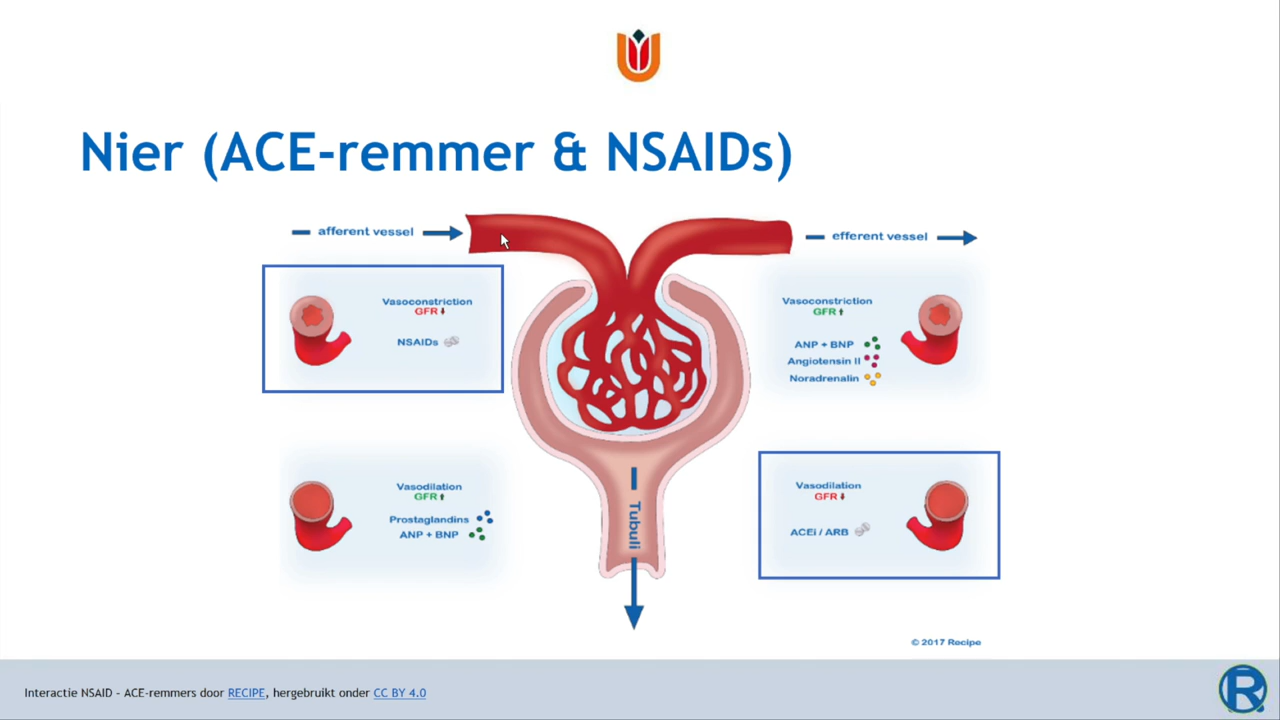 Nier (ACE-remmer & NSAIDs)
afferent vessel
efferent vessel
Vasoconstriction
GFR
NSAIDs
Vasoconstriction
GFR
ANP + BNP
Angiotensin II
Noradrenalin
Vasodilation
GFR
Prostaglandins
ANP + BNP
Vasodilation
GFR
ACEi / ARB
Tubuli
© 2017 Recipe
Interactie NSAID - ACE-remmers door RECIPE, hergebruikt onder CC BY 4.0
R